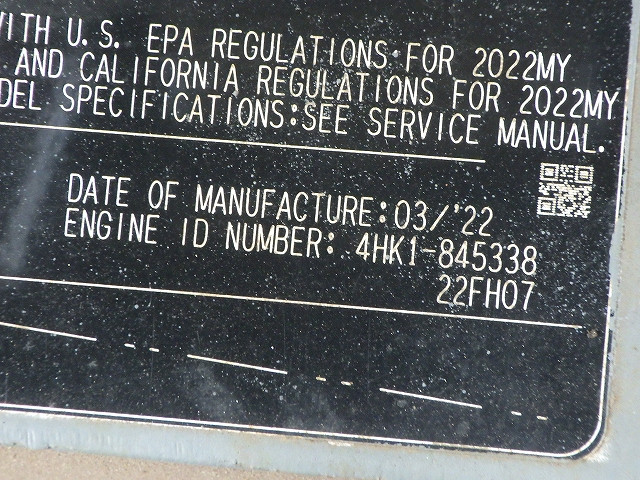 WITH U.S. EPA REGULATIONS FOR 2022MY
AND CALIFORNIA REGULATIONS FOR 2022MY
DEL SPECIFICATIONS:SEE SERVICE MANUAL.
DATE OF MANUFACTURE:03/'22
ENGINE ID NUMBER: 4HK1-845338
22FH07